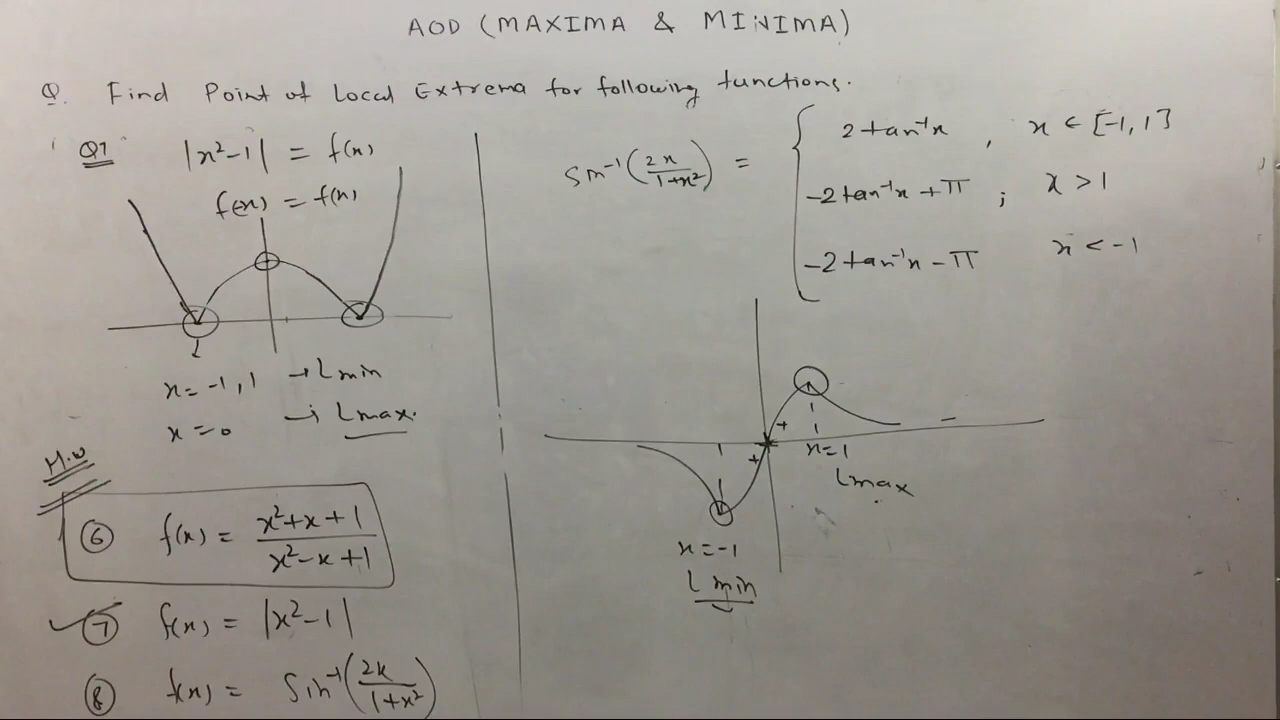 AOD (MAXIMA & MINIMA)
Q. Find Point of Local Extrema for following functions.
Q7 |x²-1| = f(x)
f(-x) = f(x)
x = -1, 1 → L min
x = 0 → L max.
H.W
⑥ f(x) = (x²+x+1)/(x²-x+1)
⑦ f(x) = |x²-1|
⑧ f(x) = Sin⁻¹(2x/(1+x²))
Sin⁻¹(2x/(1+x²)) = { 2tan⁻¹x , x ∈ [-1, 1]
-2tan⁻¹x + π ; x > 1
-2tan⁻¹x - π x < -1
+
+
-
x=1
Lmax
x = -1
L min